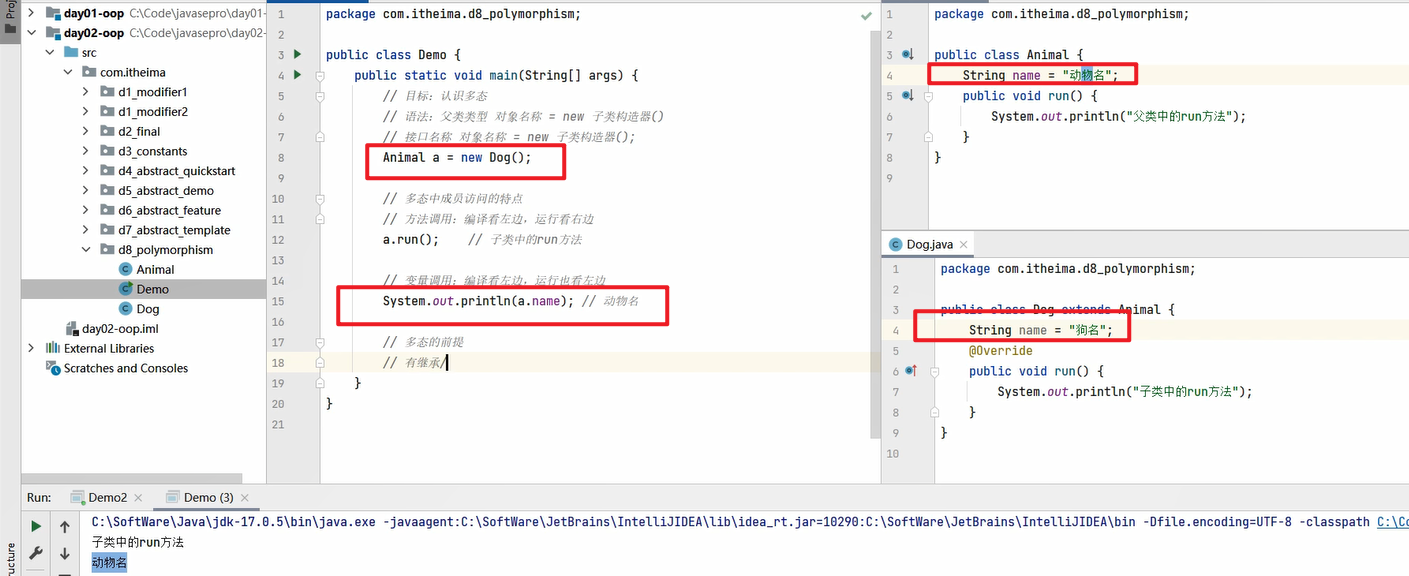 day01-oop C:\Code\javasepro\day01-
day02-oop C:\Code\javasepro\day02-
src
com.itheima
d1_modifier1
d1_modifier2
d2_final
d3_constants
d4_abstract_quickstart
d5_abstract_demo
d6_abstract_feature
d7_abstract_template
d8_polymorphism
Animal
Demo
Dog
day02-oop.iml
External Libraries
Scratches and Consoles
1 package com.itheima.d8_polymorphism;
2
3 public class Demo {
4 public static void main(String[] args) {
5 // 目标：认识多态
6 // 语法：父类类型 对象名称 = new 子类构造器()
7 // 接口名称 对象名称 = new 子类构造器();
8 Animal a = new Dog();
9
10 // 多态中成员访问的特点
11 // 方法调用：编译看左边，运行看右边
12 a.run(); // 子类中的run方法
13
14 // 变量调用：编译看左边，运行也看左边
15 System.out.println(a.name); // 动物名
16
17 // 多态的前提
18 // 有继承/
19 }
20 }
21
1 package com.itheima.d8_polymorphism;
2
3 public class Animal {
4 String name = "动物名";
5 public void run() {
6 System.out.println("父类中的run方法");
7 }
8 }
9
Dog.java
1 package com.itheima.d8_polymorphism;
2
3 public class Dog extends Animal {
4 String name = "狗名";
5 @Override
6 public void run() {
7 System.out.println("子类中的run方法");
8 }
9 }
10
Run: Demo2 Demo (3)
C:\SoftWare\Java\jdk-17.0.5\bin\java.exe -javaagent:C:\SoftWare\JetBrains\IntelliJIDEA\lib\idea_rt.jar=10290:C:\SoftWare\JetBrains\IntelliJIDEA\bin -Dfile.encoding=UTF-8 -classpath C:\Co
子类中的run方法
动物名